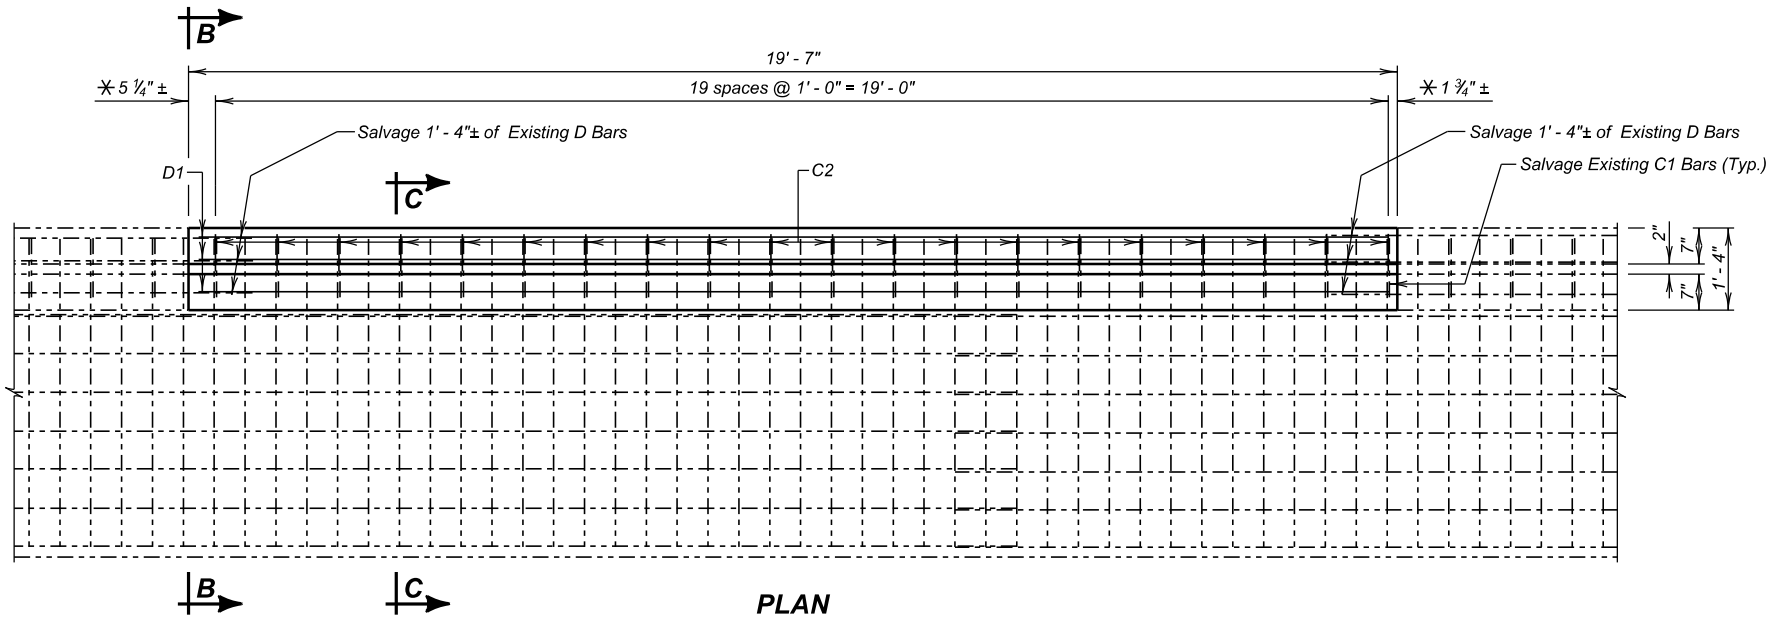 B
19' - 7"
5 1/4" ±
19 spaces @ 1' - 0" = 19' - 0"
1 3/4" ±
Salvage 1' - 4"± of Existing D Bars
Salvage 1' - 4"± of Existing D Bars
D1
C2
Salvage Existing C1 Bars (Typ.)
C
2"
7"
7"
1' - 4"
B
C
PLAN